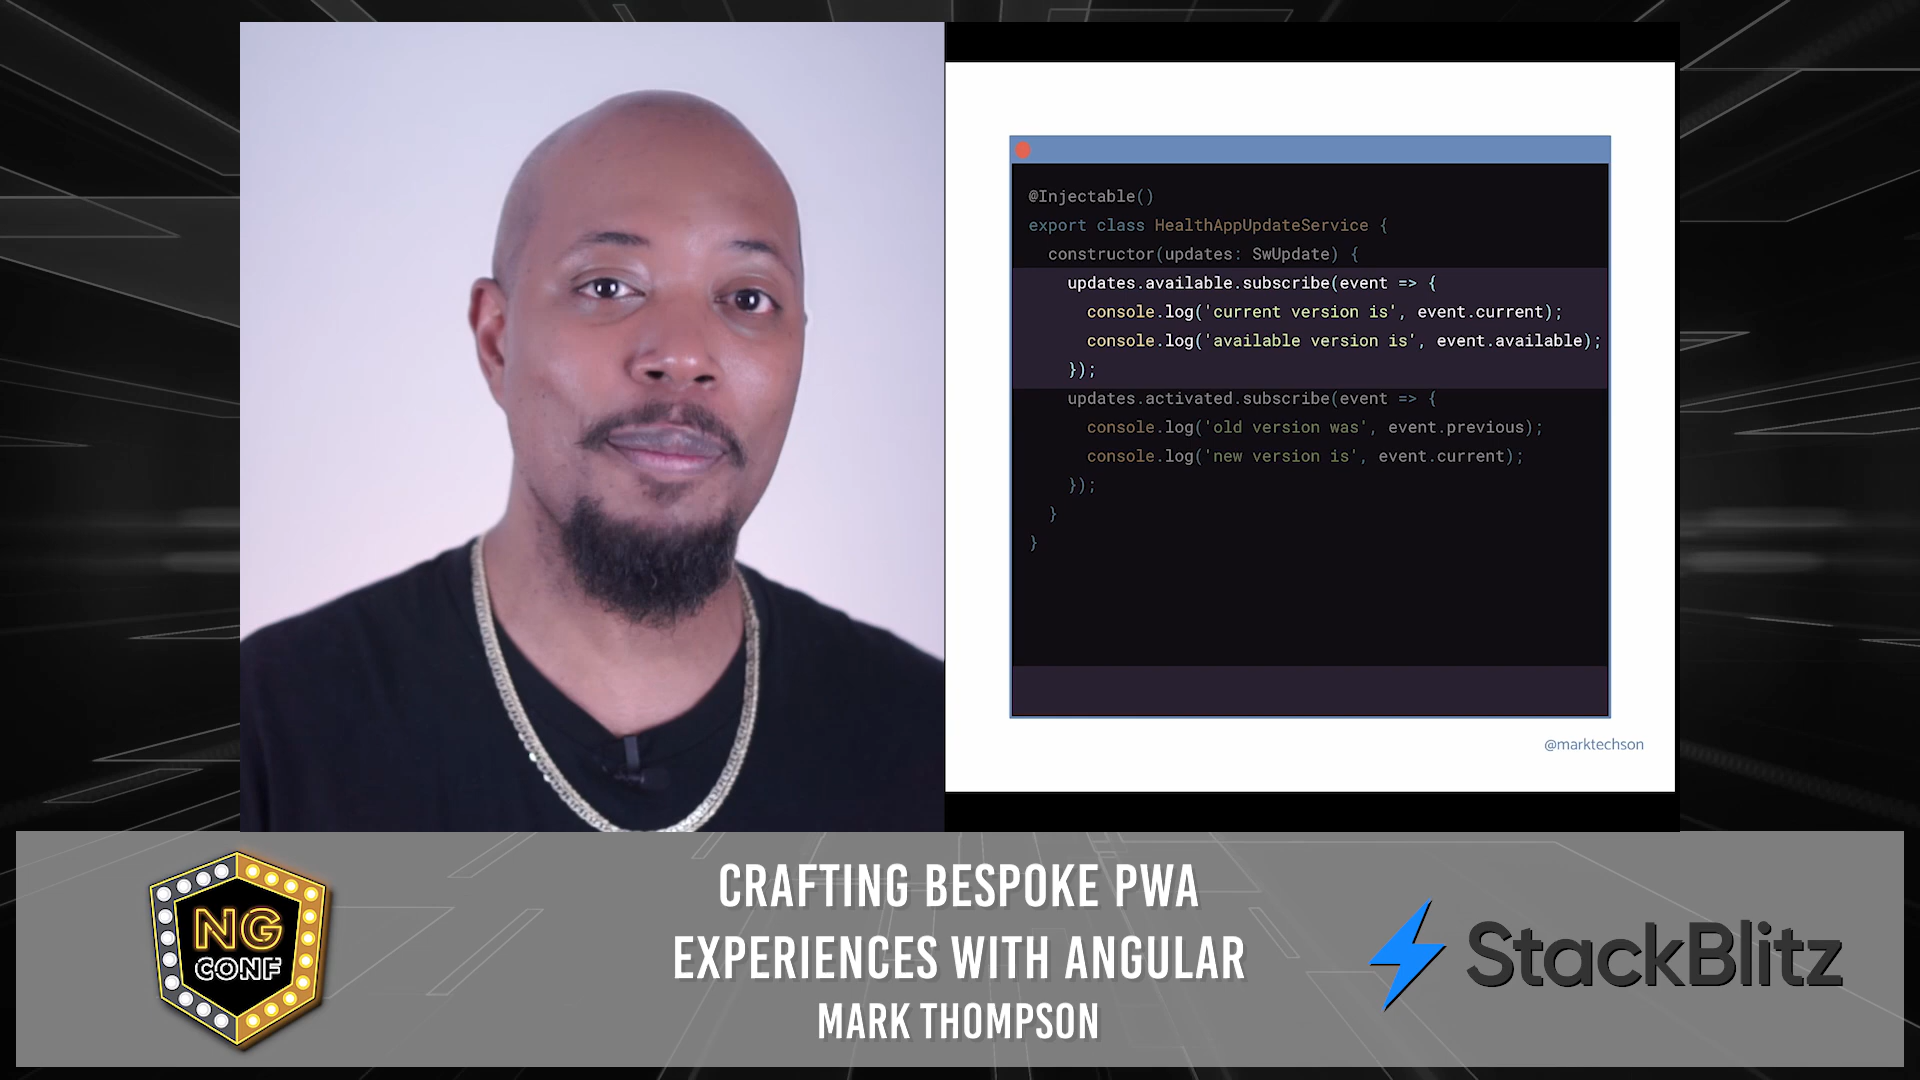 @Injectable()
export class HealthAppUpdateService {
constructor(updates: SwUpdate) {
updates.available.subscribe(event => {
console.log('current version is', event.current);
console.log('available version is', event.available);
});
updates.activated.subscribe(event => {
console.log('old version was', event.previous);
console.log('new version is', event.current);
});
}
}
@marktechson
NG
CONF
CRAFTING BESPOKE PWA
EXPERIENCES WITH ANGULAR
MARK THOMPSON
StackBlitz